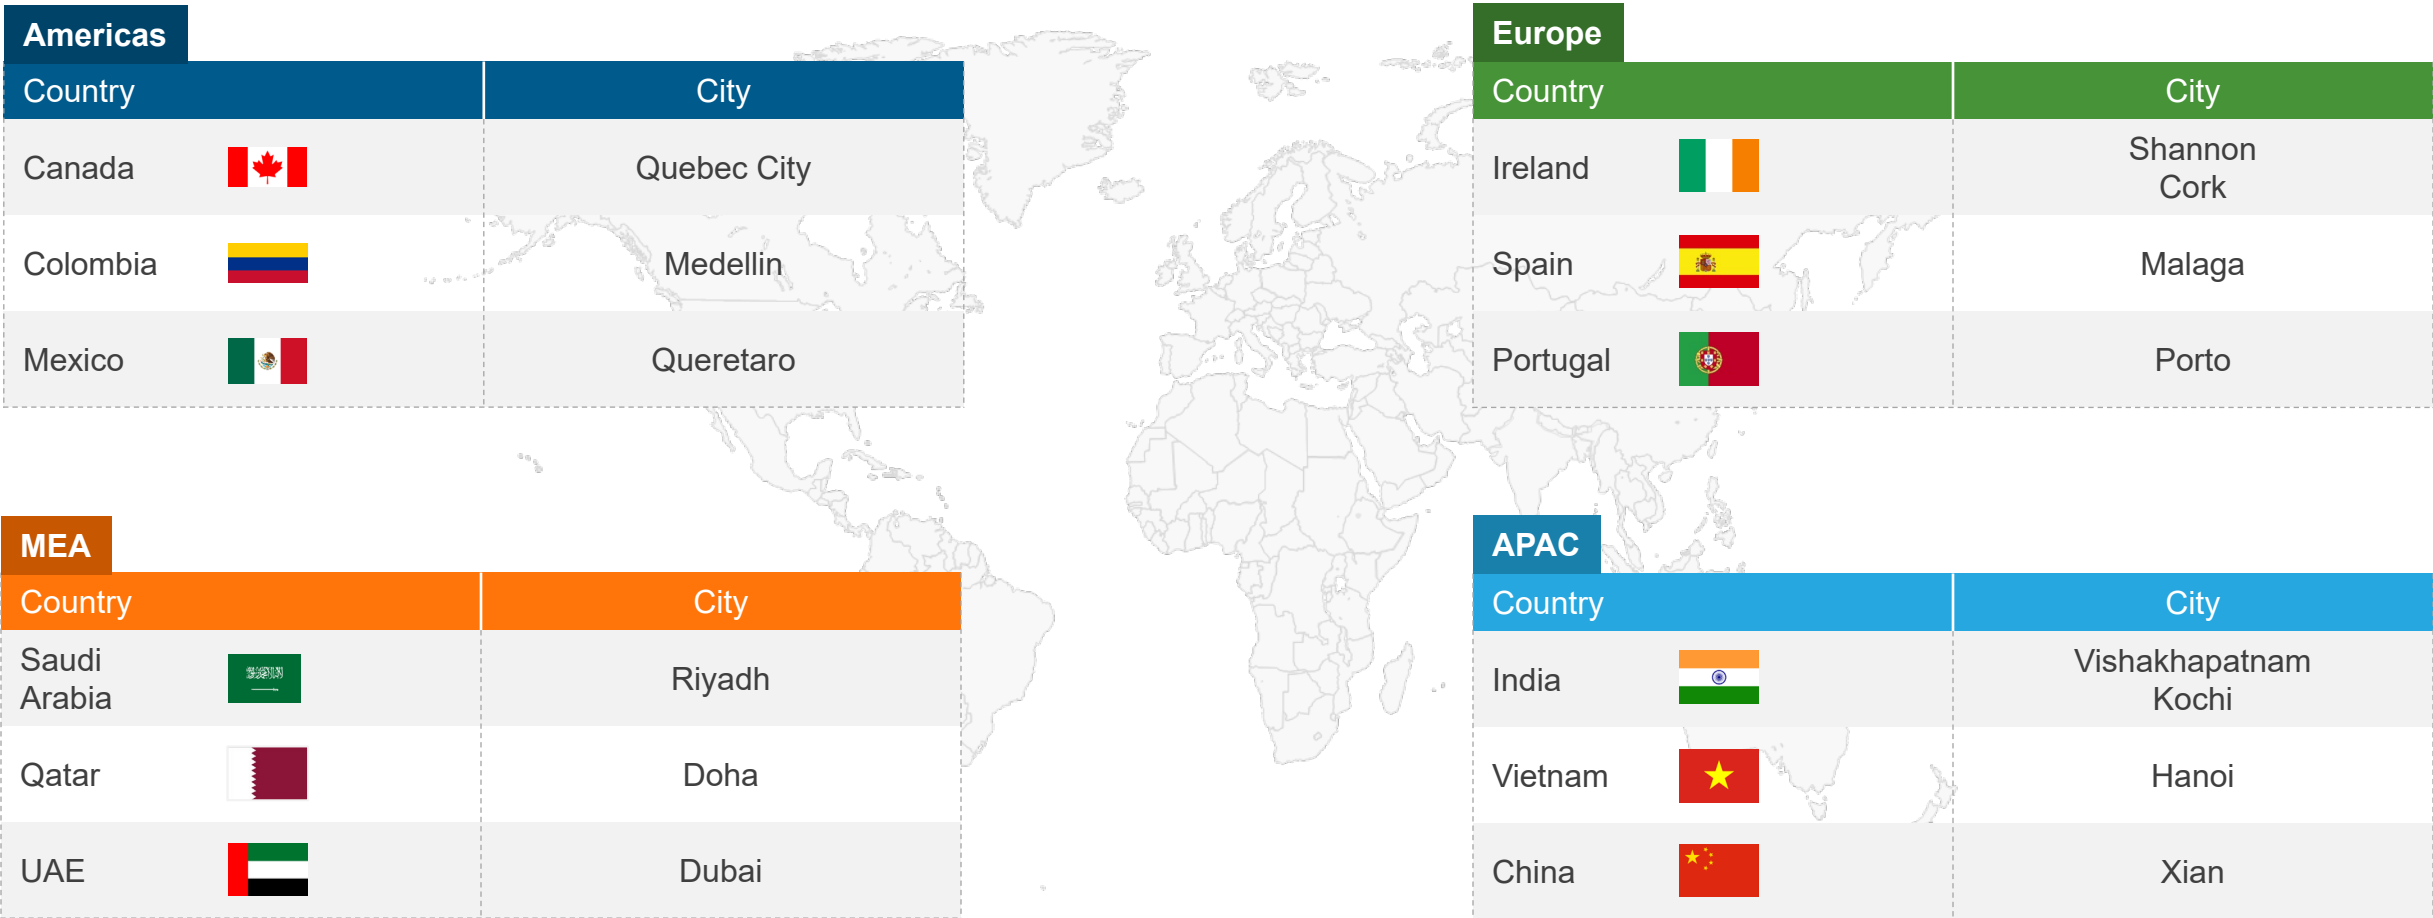 Americas
Country City
Canada Quebec City
Colombia Medellin
Mexico Queretaro
Europe
Country City
Ireland Shannon
Cork
Spain Malaga
Portugal Porto
MEA
Country City
Saudi
Arabia Riyadh
Qatar Doha
UAE Dubai
APAC
Country City
India Vishakhapatnam
Kochi
Vietnam Hanoi
China Xian